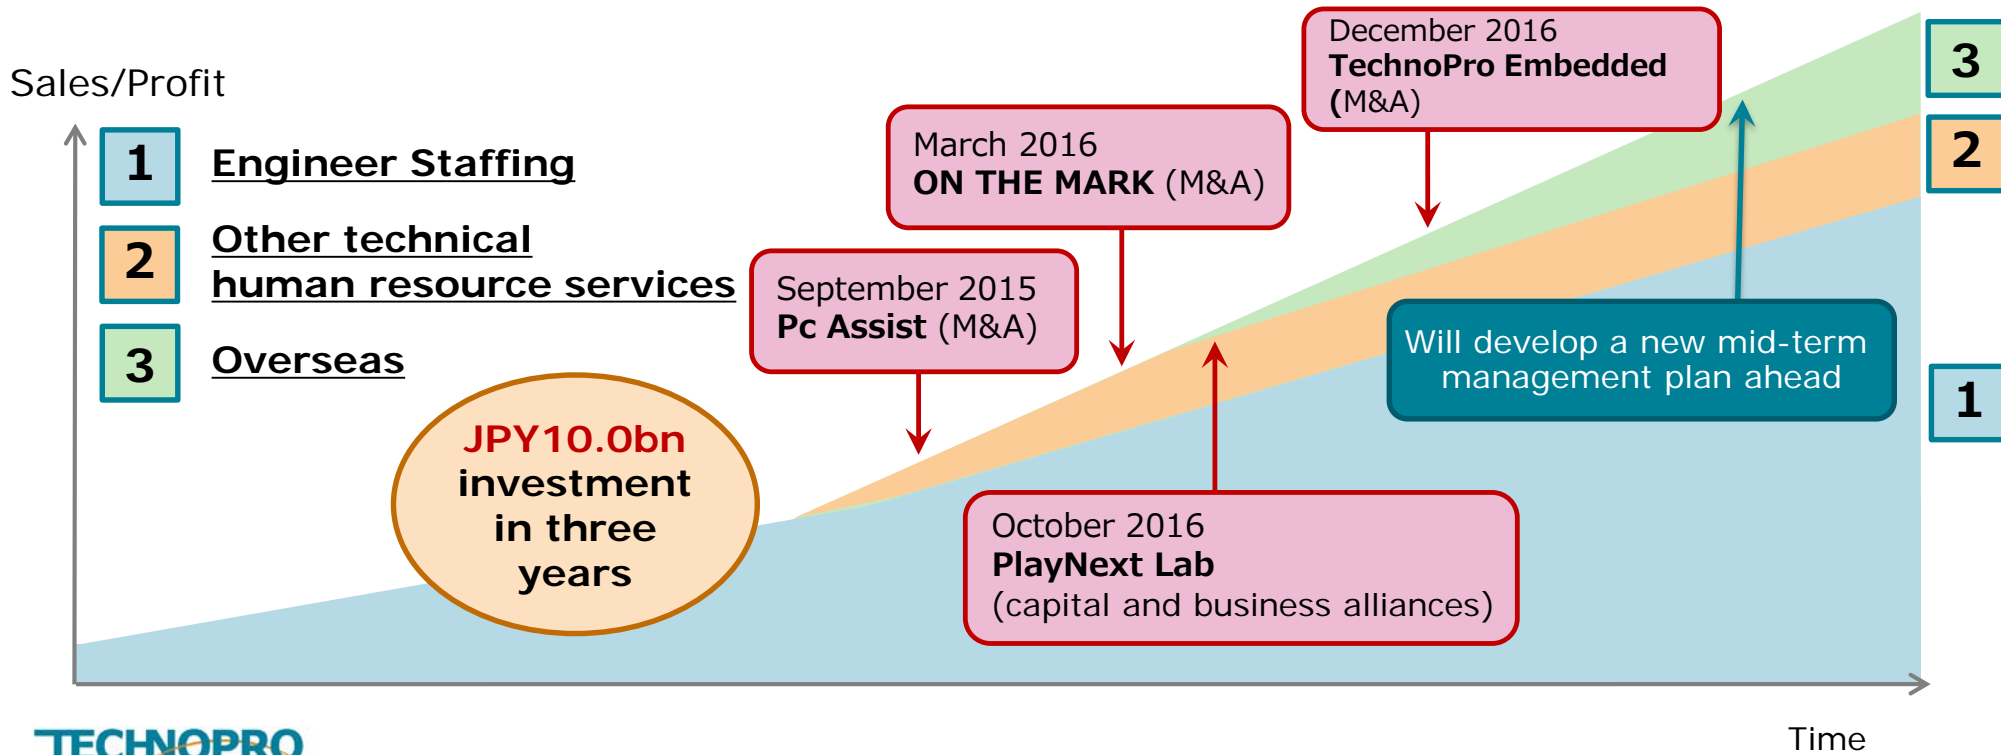 Sales/Profit
1
Engineer Staffing
2
Other technical
human resource services
3
Overseas
JPY10.0bn
investment
in three
years
September 2015
Pc Assist (M&A)
March 2016
ON THE MARK (M&A)
October 2016
PlayNext Lab
(capital and business alliances)
December 2016
TechnoPro Embedded
(M&A)
Will develop a new mid-term
management plan ahead
3
2
1
Time
TECHNOPRO